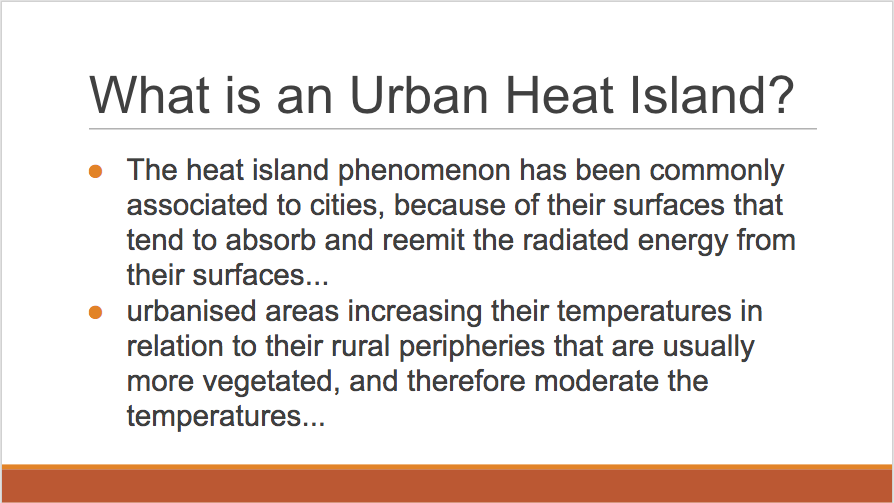 What is an Urban Heat Island?
The heat island phenomenon has been commonly
associated to cities, because of their surfaces that
tend to absorb and reemit the radiated energy from
their surfaces...
urbanised areas increasing their temperatures in
relation to their rural peripheries that are usually
more vegetated, and therefore moderate the
temperatures...